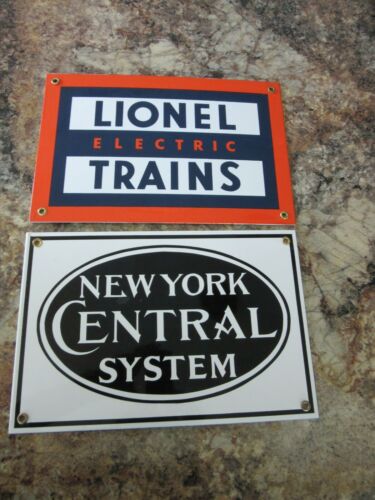 LIONEL
ELECTRIC
TRAINS
NEW YORK
CENTRAL
SYSTEM